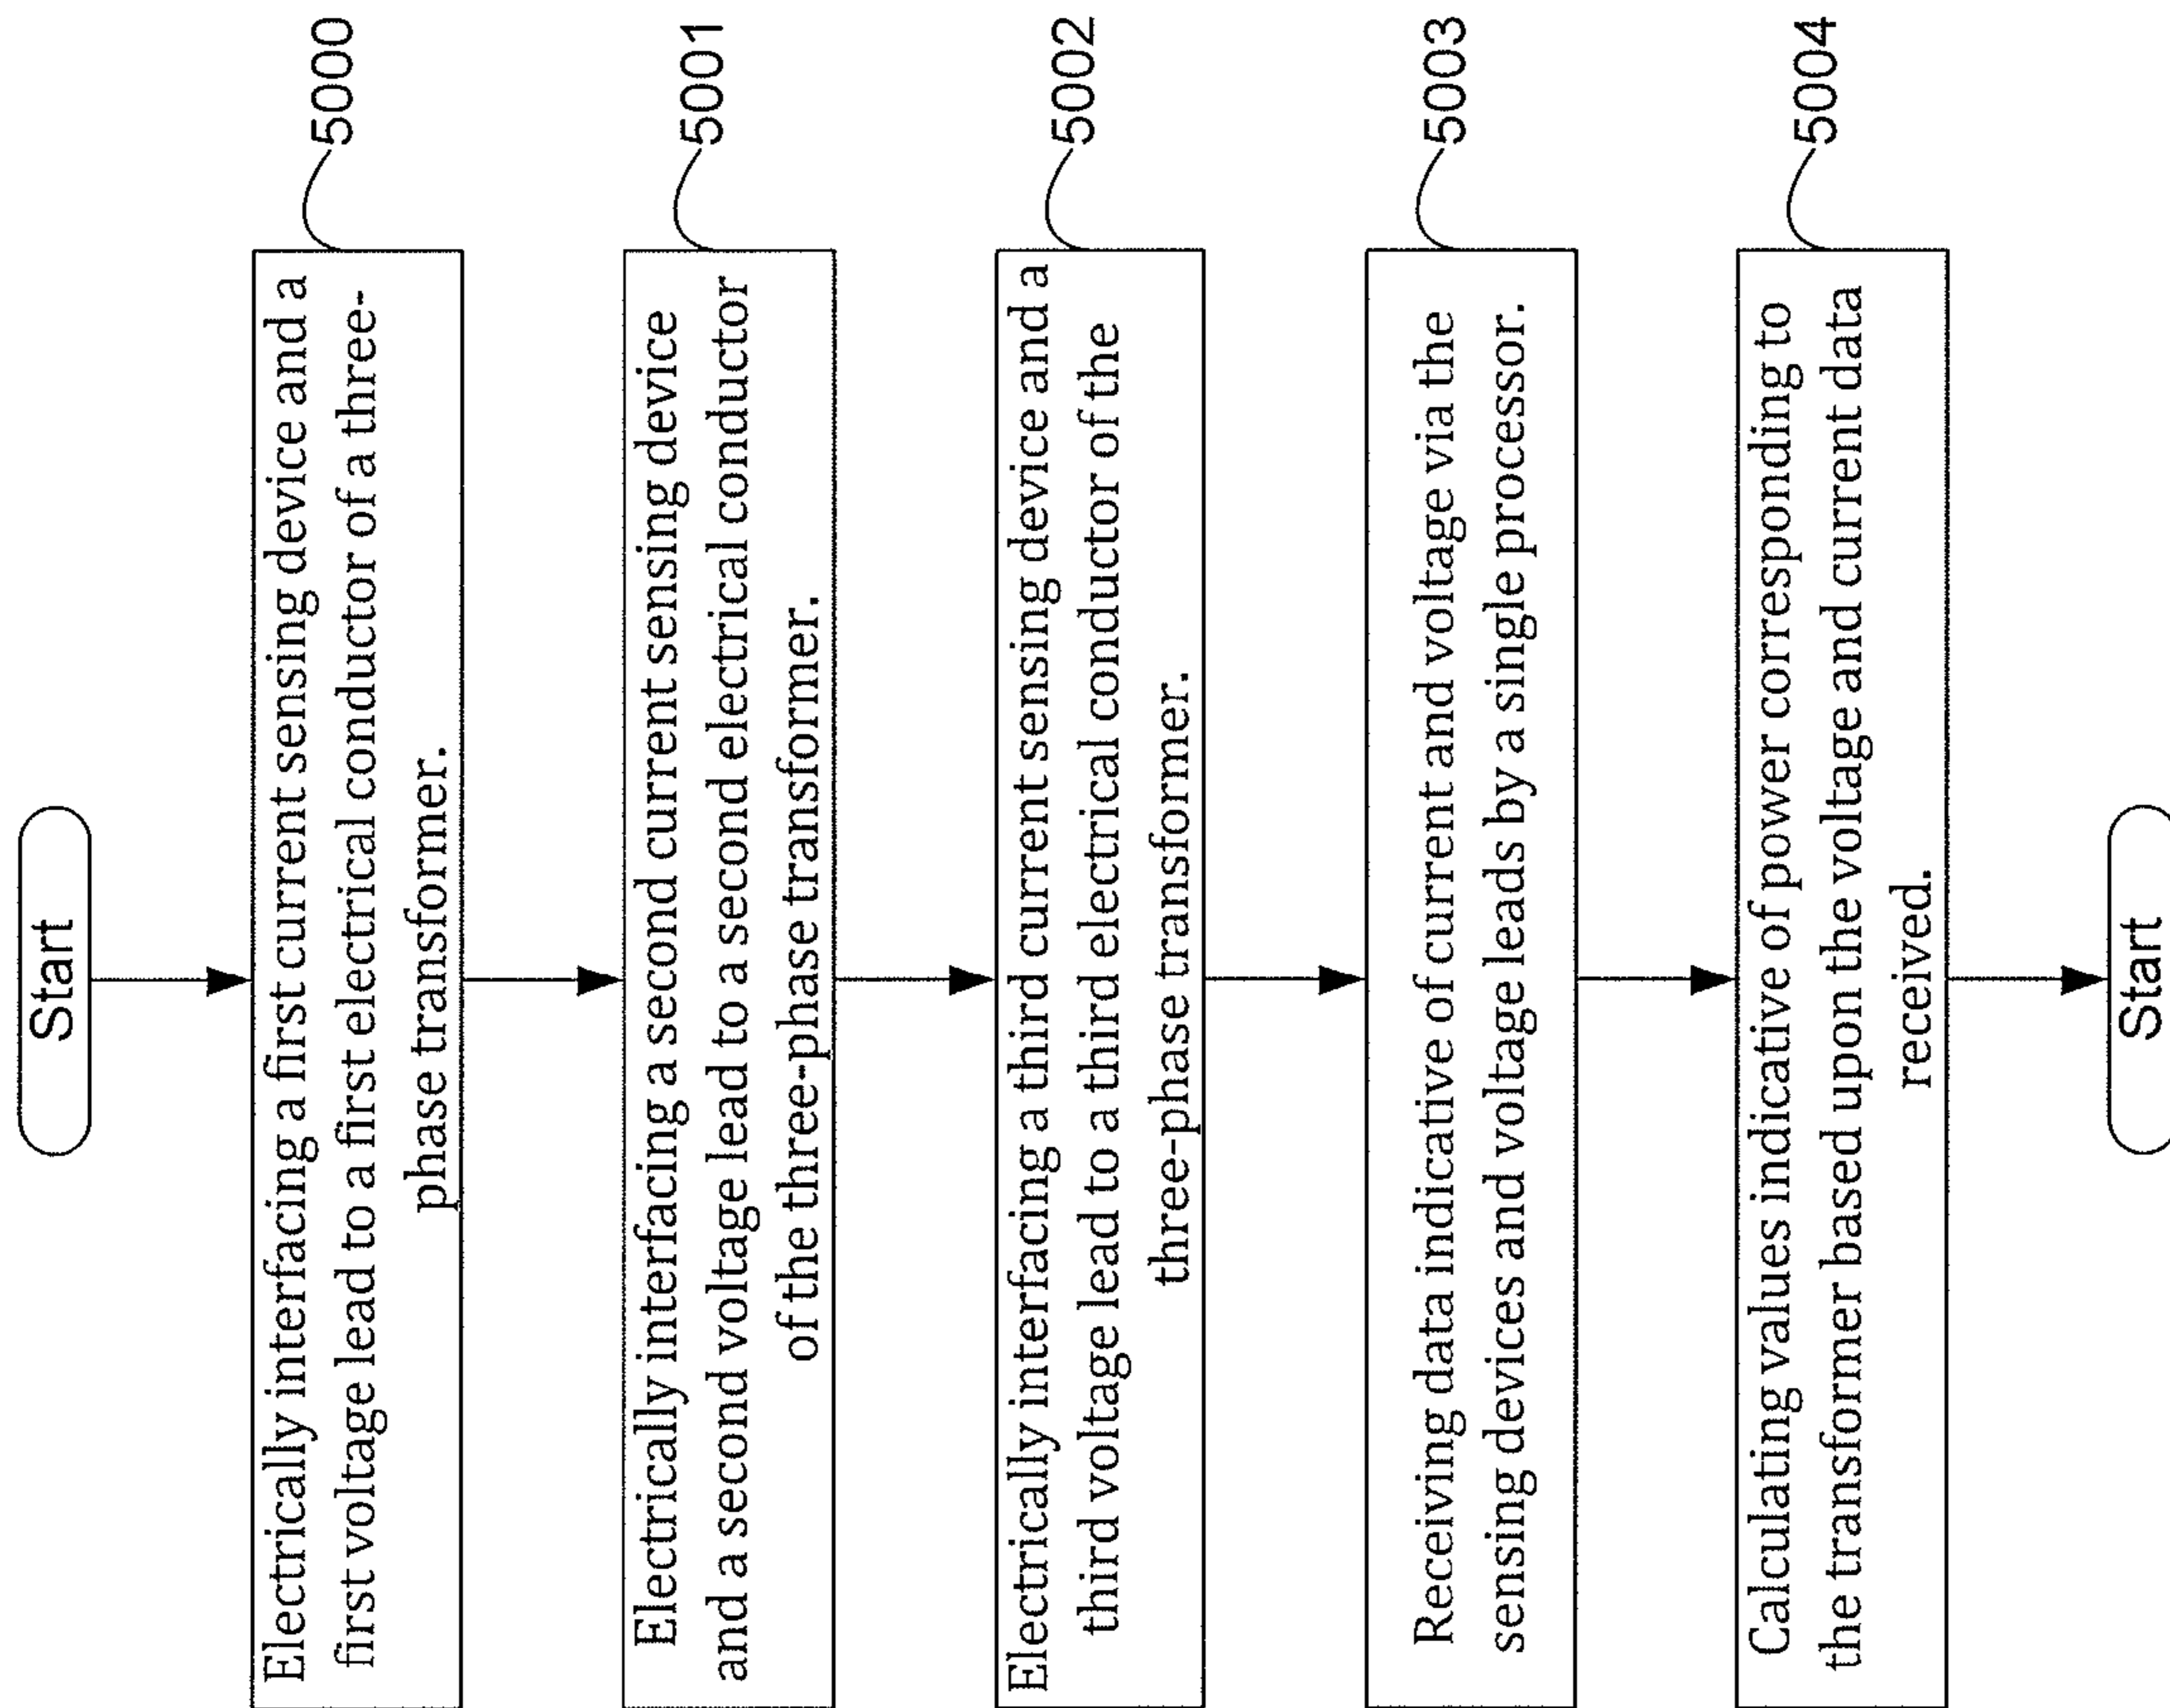 Start
Electrically interfacing a first current sensing device and a
first voltage lead to a first electrical conductor of a three-
phase transformer.
5000
Electrically interfacing a second current sensing device
and a second voltage lead to a second electrical conductor
of the three-phase transformer.
5001
Electrically interfacing a third current sensing device and a
third voltage lead to a third electrical conductor of the
three-phase transformer.
5002
Receiving data indicative of current and voltage via the
sensing devices and voltage leads by a single processor.
5003
Calculating values indicative of power corresponding to
the transformer based upon the voltage and current data
received.
5004
Start